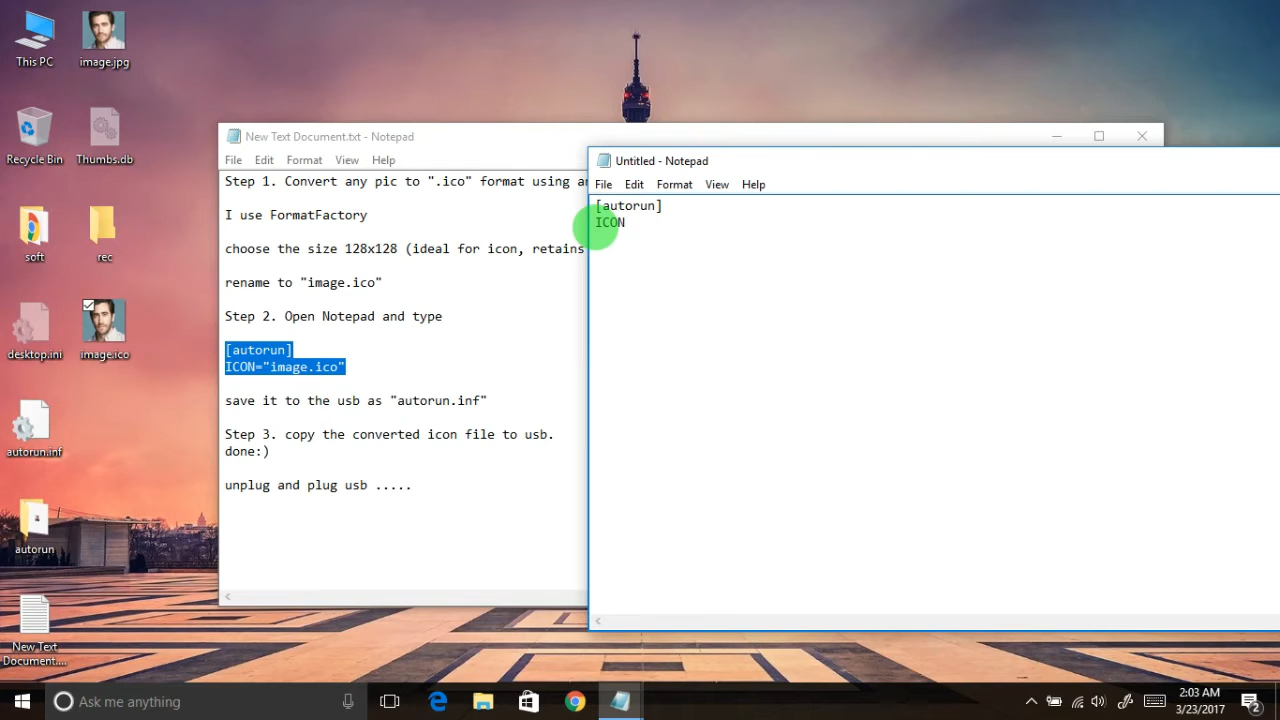 This PC
image.jpg
Recycle Bin
Thumbs.db
soft
rec
desktop.ini
image.ico
autorun.inf
autorun
New Text
Document....
New Text Document.txt - Notepad
File Edit Format View Help
Step 1. Convert any pic to ".ico" format using
I use FormatFactory
choose the size 128x128 (ideal for icon, retains
rename to "image.ico"
Step 2. Open Notepad and type
[autorun]
ICON="image.ico"
save it to the usb as "autorun.inf"
Step 3. copy the converted icon file to usb.
done:)
unplug and plug usb .....
Untitled - Notepad
File Edit Format View Help
[autorun]
ICON
Ask me anything
2:03 AM
3/23/2017
2